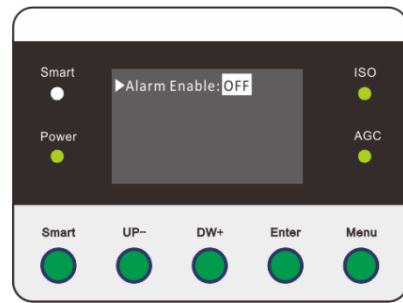 Smart
ISO
▶Alarm Enable: OFF
Power
AGC
Smart UP- DW+ Enter Menu